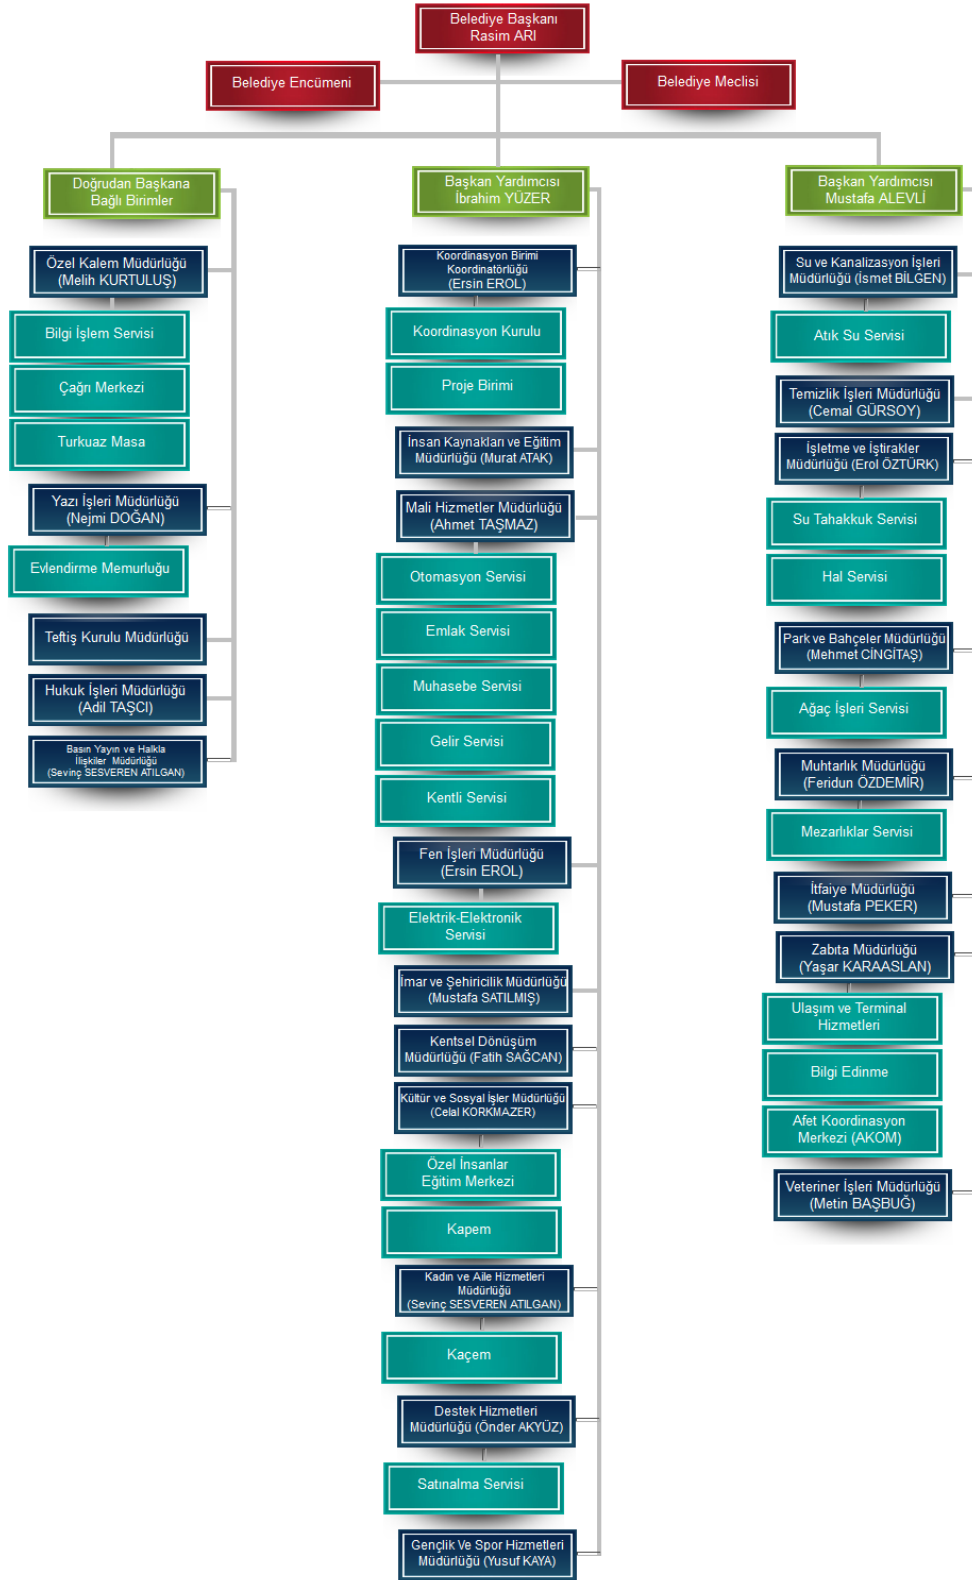 Belediye Başkanı
Rasim ARI
Belediye Encümeni
Belediye Meclisi
Doğrudan Başkana
Bağlı Birimler
Özel Kalem Müdürlüğü
(Melih KURTULUŞ)
Bilgi İşlem Servisi
Çağrı Merkezi
Turkuaz Masa
Yazı İşleri Müdürlüğü
(Nejmi DOĞAN)
Evlendirme Memurluğu
Teftiş Kurulu Müdürlüğü
Hukuk İşleri Müdürlüğü
(Adil TAŞCI)
Basın Yayın ve Halkla
İlişkiler Müdürlüğü
(Sevinç SESVEREN ATILGAN)
Başkan Yardımcısı
İbrahim YÜZER
Koordinasyon Birimi
Koordinatörlüğü
(Ersin EROL)
Koordinasyon Kurulu
Proje Birimi
İnsan Kaynakları ve Eğitim
Müdürlüğü (Murat ATAK)
Mali Hizmetler Müdürlüğü
(Ahmet TAŞMAZ)
Otomasyon Servisi
Emlak Servisi
Muhasebe Servisi
Gelir Servisi
Kentli Servisi
Fen İşleri Müdürlüğü
(Ersin EROL)
Elektrik-Elektronik
Servisi
İmar ve Şehiricilik Müdürlüğü
(Mustafa SATILMIŞ)
Kentsel Dönüşüm
Müdürlüğü (Fatih SAĞCAN)
Kültür ve Sosyal İşler Müdürlüğü
(Celal KORKMAZER)
Özel İnsanlar
Eğitim Merkezi
Kapem
Kadın ve Aile Hizmetleri
Müdürlüğü
(Sevinç SESVEREN ATILGAN)
Kaçem
Destek Hizmetleri
Müdürlüğü (Önder AKYÜZ)
Satınalma Servisi
Gençlik Ve Spor Hizmetleri
Müdürlüğü (Yusuf KAYA)
Başkan Yardımcısı
Mustafa ALEVLİ
Su ve Kanalizasyon İşleri
Müdürlüğü (İsmet BİLGEN)
Atık Su Servisi
Temizlik İşleri Müdürlüğü
(Cemal GÜRSOY)
İşletme ve İştirakler
Müdürlüğü (Erol ÖZTÜRK)
Su Tahakkuk Servisi
Hal Servisi
Park ve Bahçeler Müdürlüğü
(Mehmet CİNGİTAŞ)
Ağaç İşleri Servisi
Muhtarlık Müdürlüğü
(Feridun ÖZDEMİR)
Mezarlıklar Servisi
İtfaiye Müdürlüğü
(Mustafa PEKER)
Zabıta Müdürlüğü
(Yaşar KARAASLAN)
Ulaşım ve Terminal
Hizmetleri
Bilgi Edinme
Afet Koordinasyon
Merkezi (AKOM)
Veteriner İşleri Müdürlüğü
(Metin BAŞBUĞ)